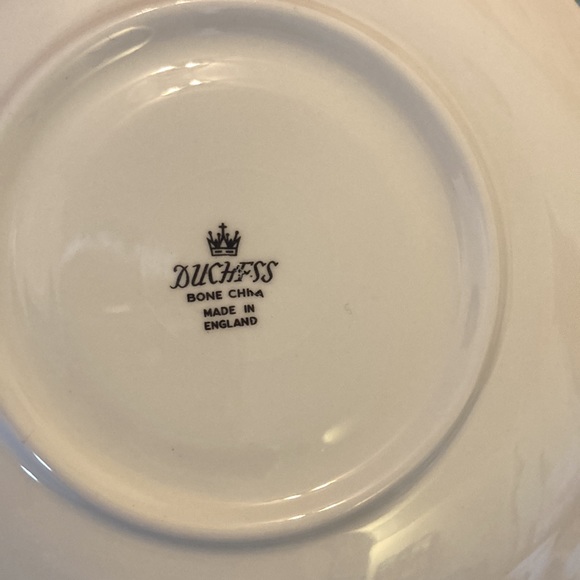 DUCHESS
BONE CHINA
MADE IN
ENGLAND